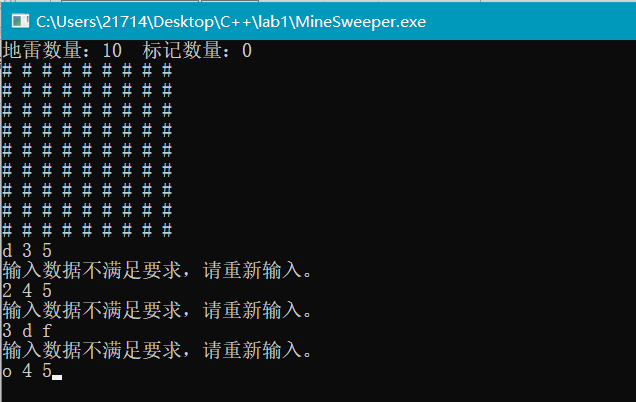 C:\Users\21714\Desktop\C++\lab1\MineSweeper.exe
地雷数量：10  标记数量：0
# # # # # # # # #
# # # # # # # # #
# # # # # # # # #
# # # # # # # # #
# # # # # # # # #
# # # # # # # # #
# # # # # # # # #
# # # # # # # # #
# # # # # # # # #
d 3 5
输入数据不满足要求，请重新输入。
2 4 5
输入数据不满足要求，请重新输入。
3 d f
输入数据不满足要求，请重新输入。
o 4 5